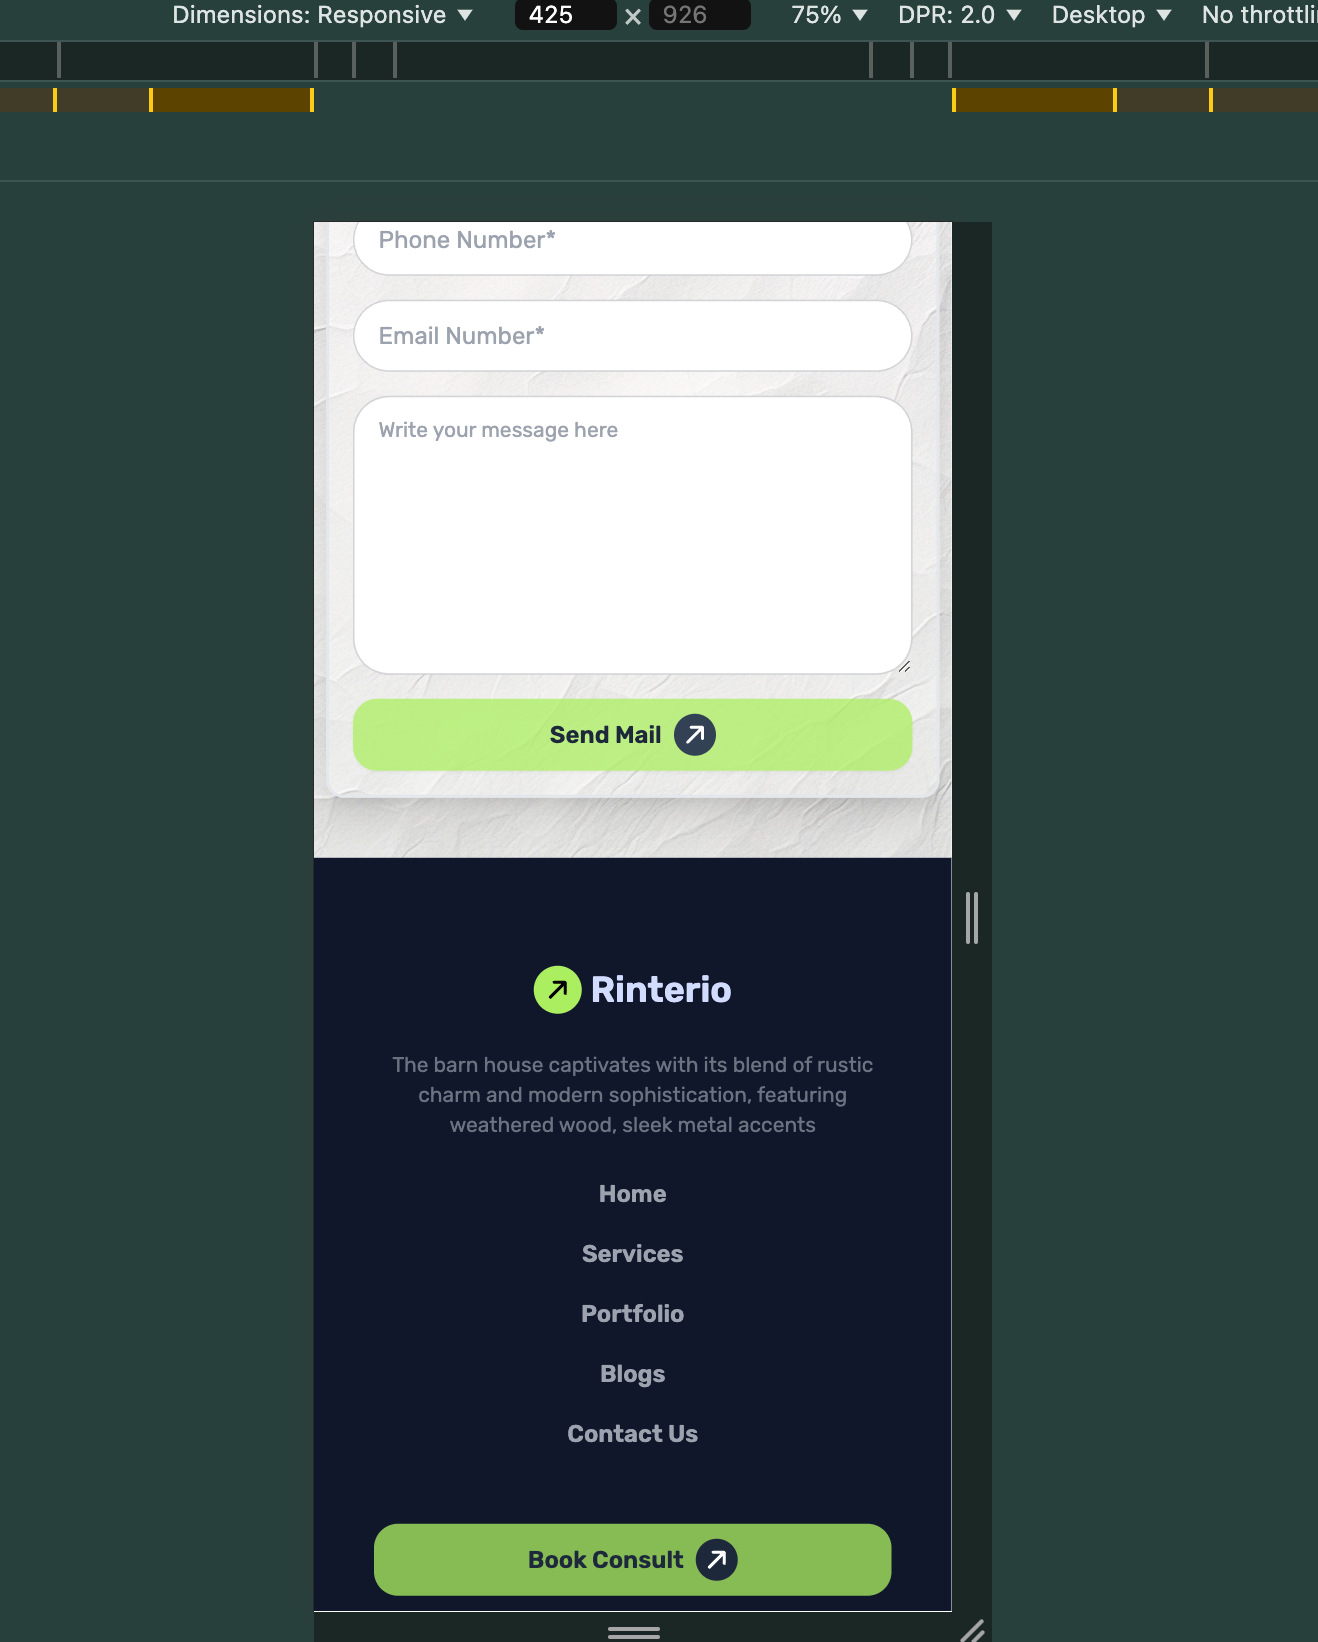 Dimensions: Responsive ▼ 425 × 926 75% ▼ DPR: 2.0 ▼ Desktop ▼ No
Phone Number*
Email Number*
Write your message here
Send Mail
Rinterio
The barn house captivates with its blend of rustic
charm and modern sophistication, featuring
weathered wood, sleek metal accents
Home
Services
Portfolio
Blogs
Contact Us
Book Consult